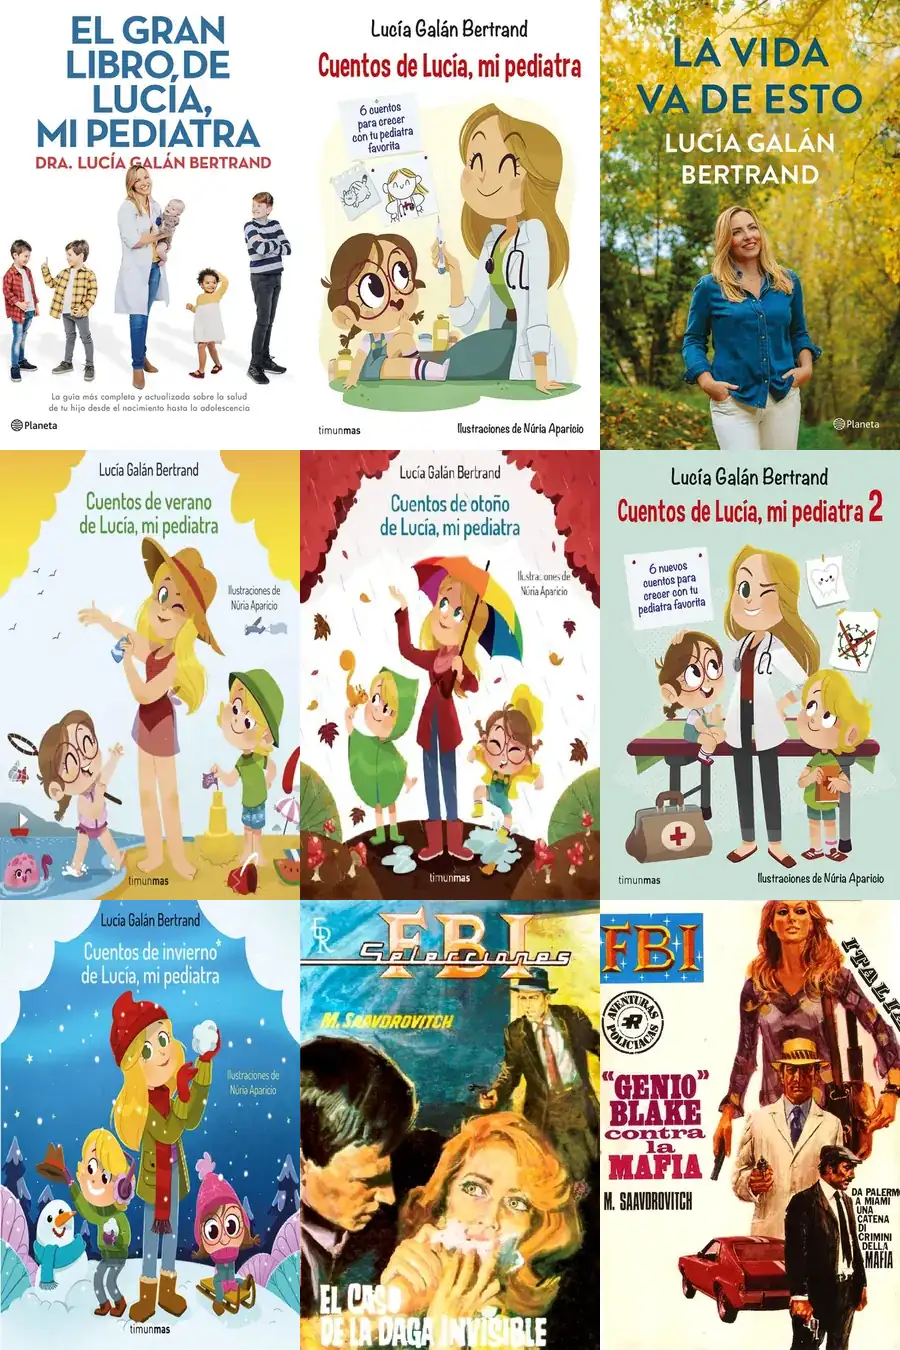 EL GRAN
LIBRO DE
LUCÍA,
MI PEDIATRA
DRA. LUCÍA GALÁN BERTRAND
La guía más completa y actualizada sobre la salud
de tu hijo desde el nacimiento hasta la adolescencia
Planeta
Lucía Galán Bertrand
Cuentos de Lucía, mi pediatra
6 cuentos
para crecer
con tu pediatra
favorita
timunmas
Ilustraciones de Núria Aparicio
LA VIDA
VA DE ESTO
LUCÍA GALÁN
BERTRAND
Planeta
Lucía Galán Bertrand
Cuentos de verano
de Lucía, mi pediatra
Ilustraciones de
Núria Aparicio
timunmas
Lucía Galán Bertrand
Cuentos de otoño
de Lucía, mi pediatra
Ilustraciones de
Núria Aparicio
timunmas
Lucía Galán Bertrand
Cuentos de Lucía, mi pediatra 2
6 nuevos
cuentos para
crecer con tu
pediatra favorita
timunmas
Ilustraciones de Núria Aparicio
Lucía Galán Bertrand
Cuentos de invierno
de Lucía, mi pediatra
Ilustraciones de
Núria Aparicio
timunmas
ER
FBI
Selecciones
M. SAAVDROVITCH
EL CASO
DE LA DAGA INVISIBLE
FBI
AVENTURAS
R
POLICIACAS
"GENIO"
BLAKE
contra
la
MAFIA
M. SAAVDROVITCH
DA PALERMO
A MIAMI
UNA
CATENA
DI
CRIMINI
DELLA
MAFIA